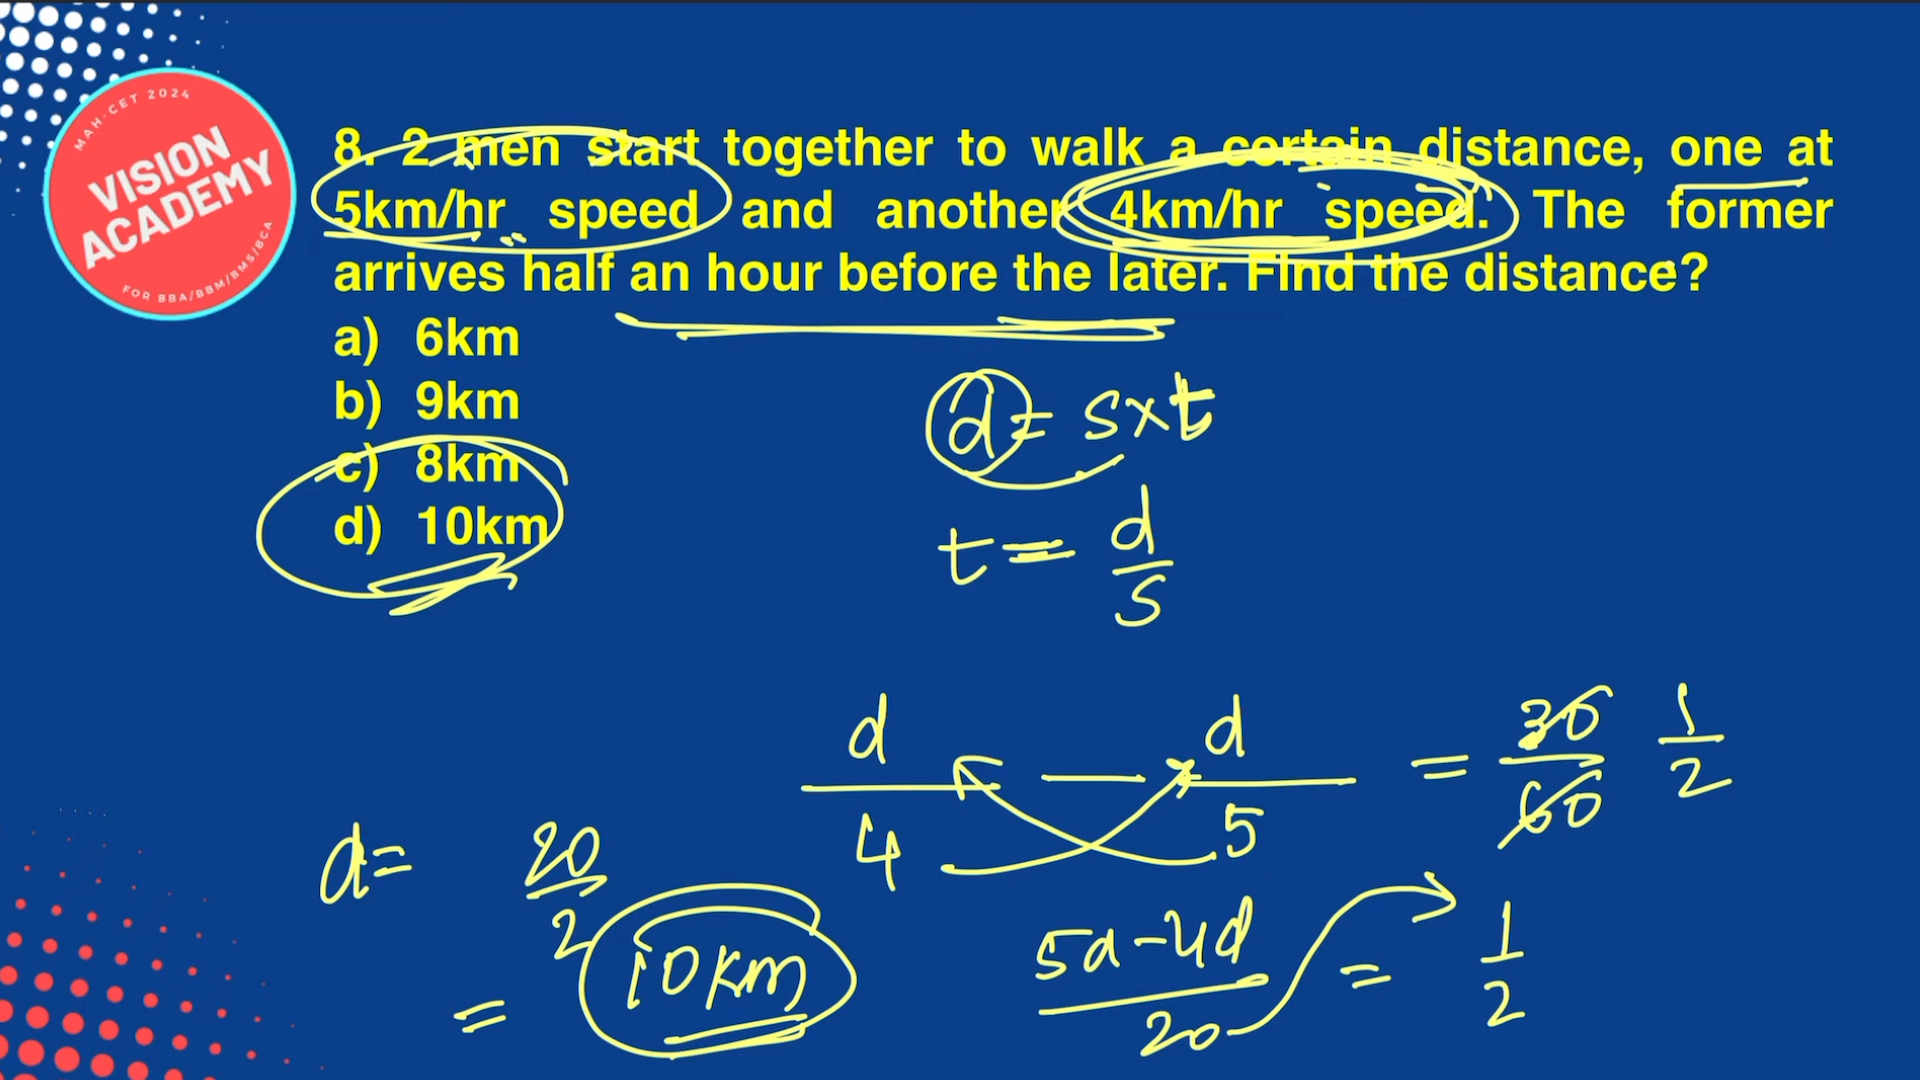 MAH-CET 2024
VISION
ACADEMY
FOR BBA/BBM/BMS/BCA
8. 2 men start together to walk a certain distance, one at
5km/hr speed and another 4km/hr speed. The former
arrives half an hour before the later. FInd the distance?
a) 6km
b) 9km
c) 8km
d) 10km
d = s×t
t = d/s
d/4 — d/5 = 30/60 1/2
5d-4d/20 = 1/2
d= 20/2
= 10km